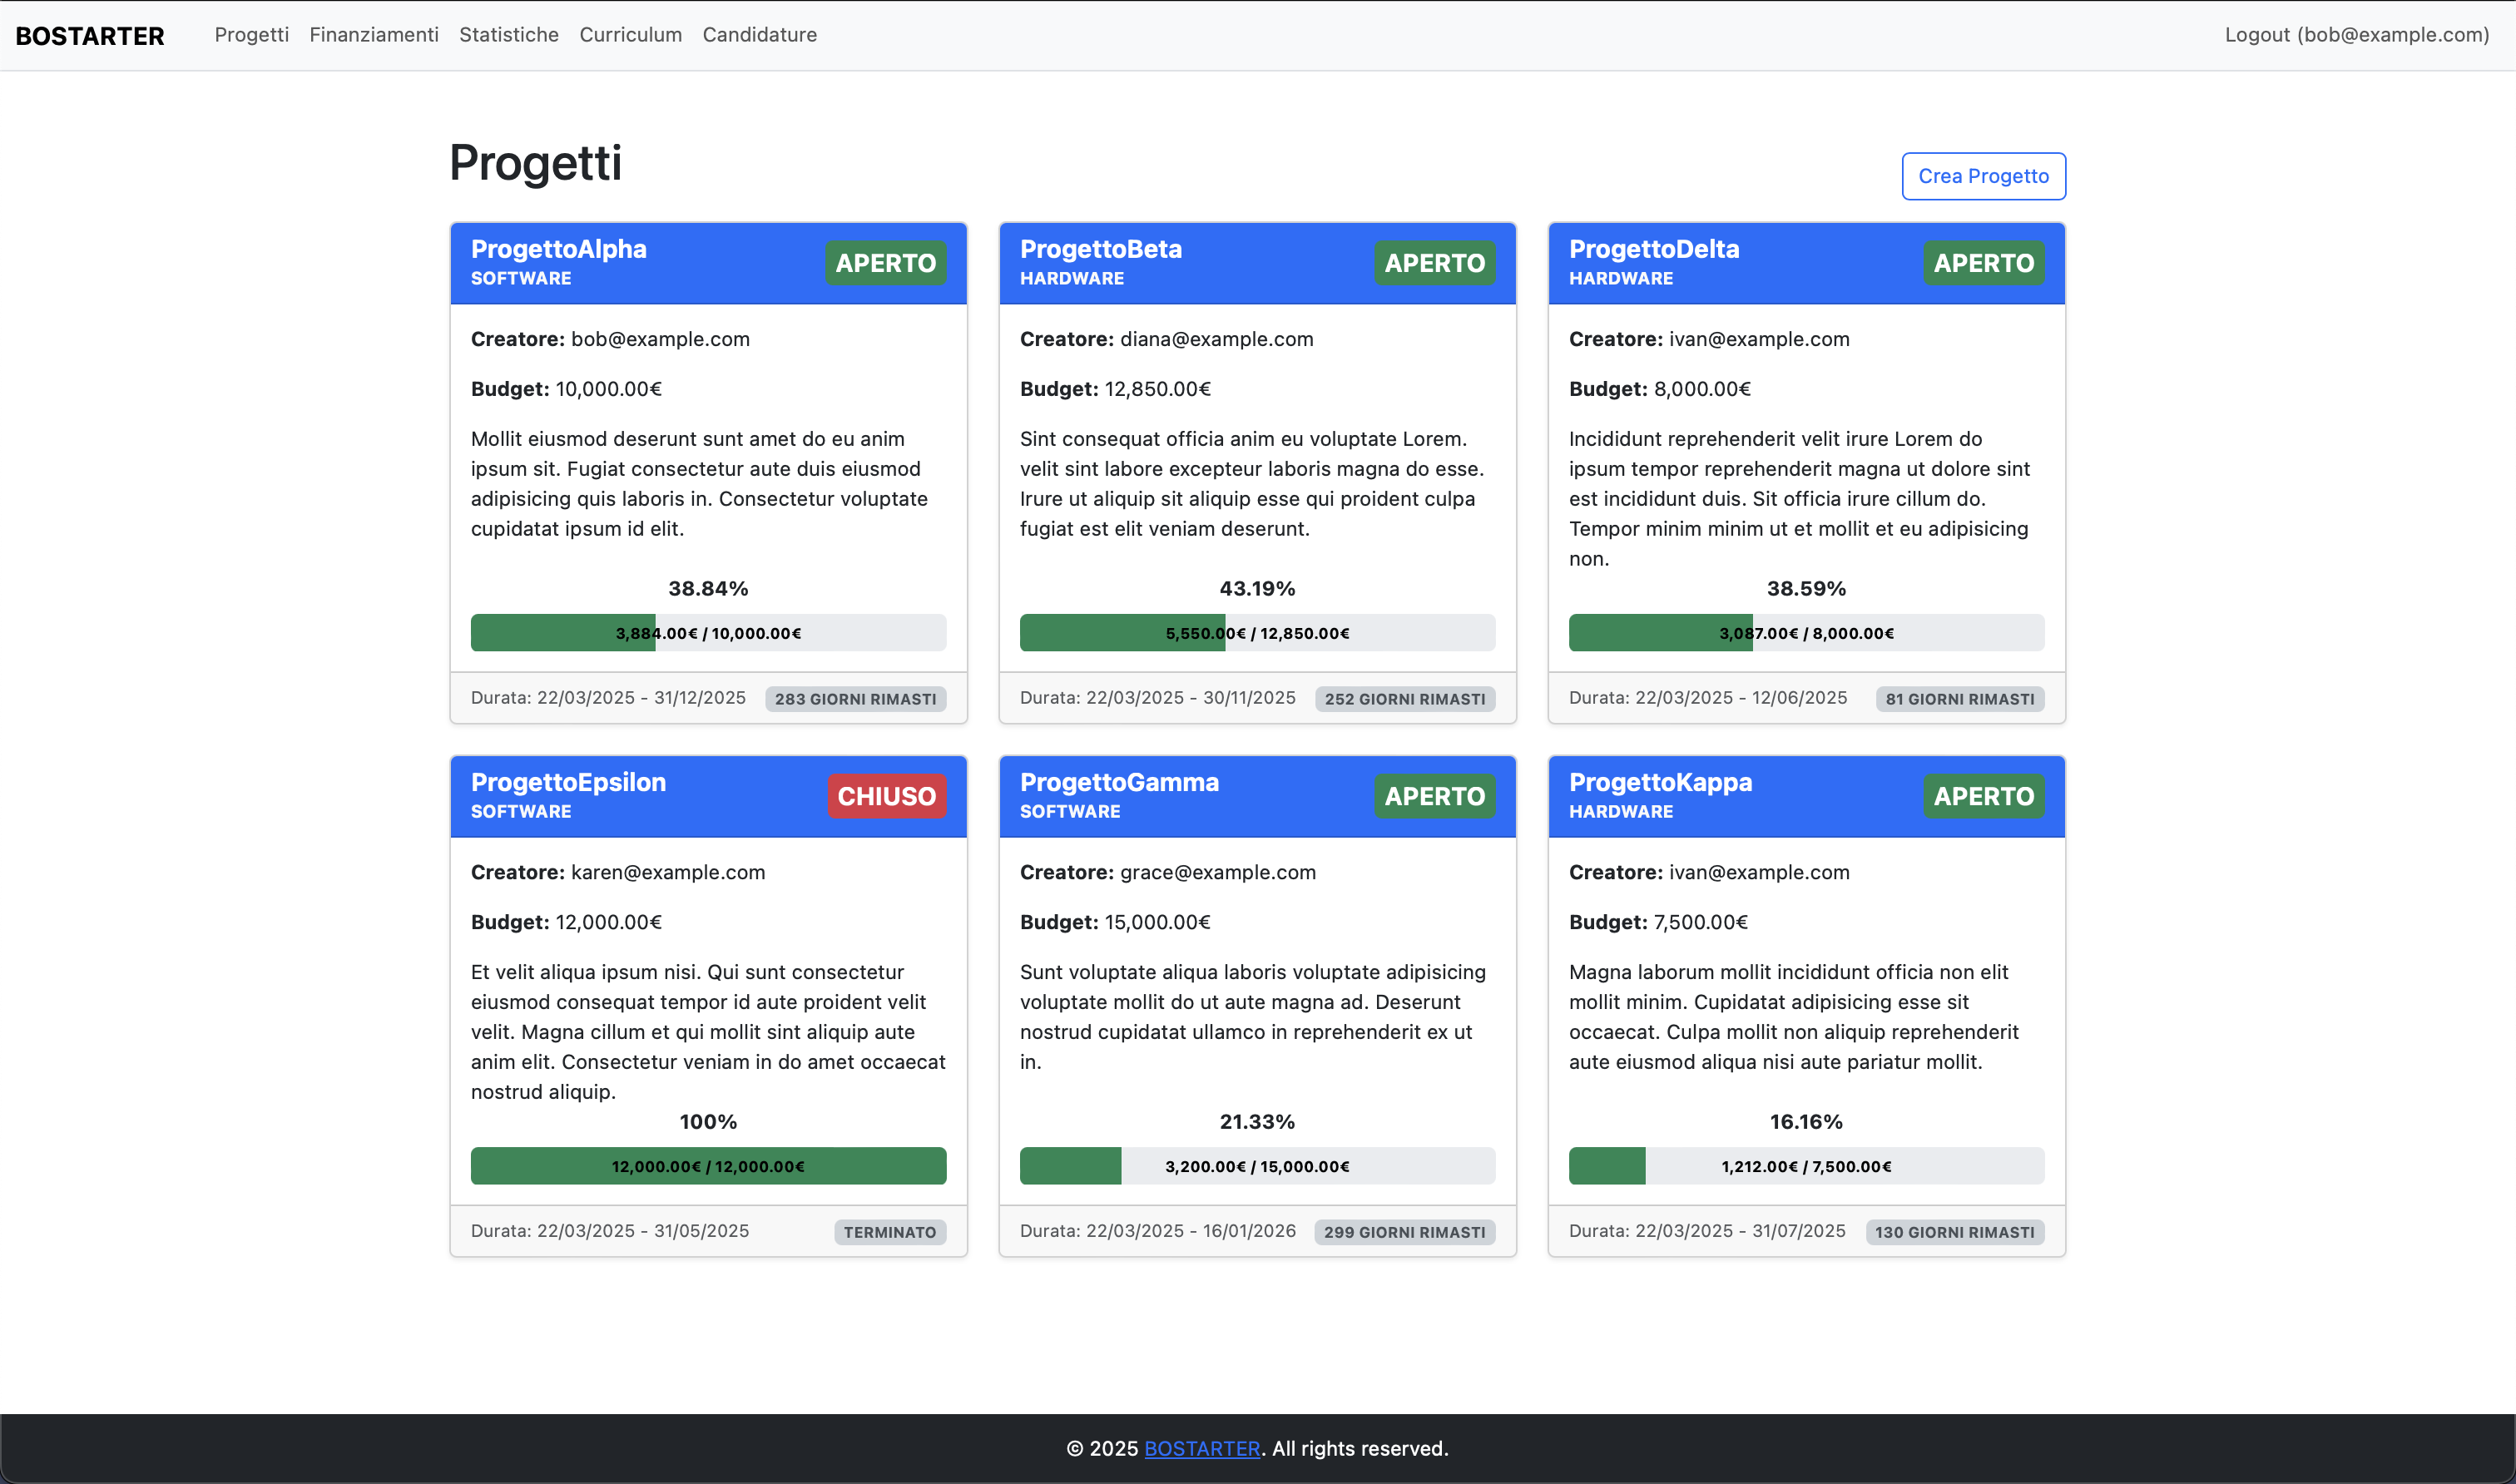 BOSTARTER Progetti Finanziamenti Statistiche Curriculum Candidature Logout (bob@example.com)
Progetti
Crea Progetto
ProgettoAlpha
SOFTWARE
APERTO
Creatore: bob@example.com
Budget: 10,000.00€
Mollit eiusmod deserunt sunt amet do eu anim
ipsum sit. Fugiat consectetur aute duis eiusmod
adipisicing quis laboris in. Consectetur voluptate
cupidatat ipsum id elit.
38.84%
3,884.00€ / 10,000.00€
Durata: 22/03/2025 - 31/12/2025
283 GIORNI RIMASTI
ProgettoBeta
HARDWARE
APERTO
Creatore: diana@example.com
Budget: 12,850.00€
Sint consequat officia anim eu voluptate Lorem.
velit sint labore excepteur laboris magna do esse.
Irure ut aliquip sit aliquip esse qui proident culpa
fugiat est elit veniam deserunt.
43.19%
5,550.00€ / 12,850.00€
Durata: 22/03/2025 - 30/11/2025
252 GIORNI RIMASTI
ProgettoDelta
HARDWARE
APERTO
Creatore: ivan@example.com
Budget: 8,000.00€
Incididunt reprehenderit velit irure Lorem do
ipsum tempor reprehenderit magna ut dolore sint
est incididunt duis. Sit officia irure cillum do.
Tempor minim minim ut et mollit et eu adipisicing
non.
38.59%
3,087.00€ / 8,000.00€
Durata: 22/03/2025 - 12/06/2025
81 GIORNI RIMASTI
ProgettoEpsilon
SOFTWARE
CHIUSO
Creatore: karen@example.com
Budget: 12,000.00€
Et velit aliqua ipsum nisi. Qui sunt consectetur
eiusmod consequat tempor id aute proident velit
velit. Magna cillum et qui mollit sint aliquip aute
anim elit. Consectetur veniam in do amet occaecat
nostrud aliquip.
100%
12,000.00€ / 12,000.00€
Durata: 22/03/2025 - 31/05/2025
TERMINATO
ProgettoGamma
SOFTWARE
APERTO
Creatore: grace@example.com
Budget: 15,000.00€
Sunt voluptate aliqua laboris voluptate adipisicing
voluptate mollit do ut aute magna ad. Deserunt
nostrud cupidatat ullamco in reprehenderit ex ut
in.
21.33%
3,200.00€ / 15,000.00€
Durata: 22/03/2025 - 16/01/2026
299 GIORNI RIMASTI
ProgettoKappa
HARDWARE
APERTO
Creatore: ivan@example.com
Budget: 7,500.00€
Magna laborum mollit incididunt officia non elit
mollit minim. Cupidatat adipisicing esse sit
occaecat. Culpa mollit non aliquip reprehenderit
aute eiusmod aliqua nisi aute pariatur mollit.
16.16%
1,212.00€ / 7,500.00€
Durata: 22/03/2025 - 31/07/2025
130 GIORNI RIMASTI
© 2025 BOSTARTER. All rights reserved.